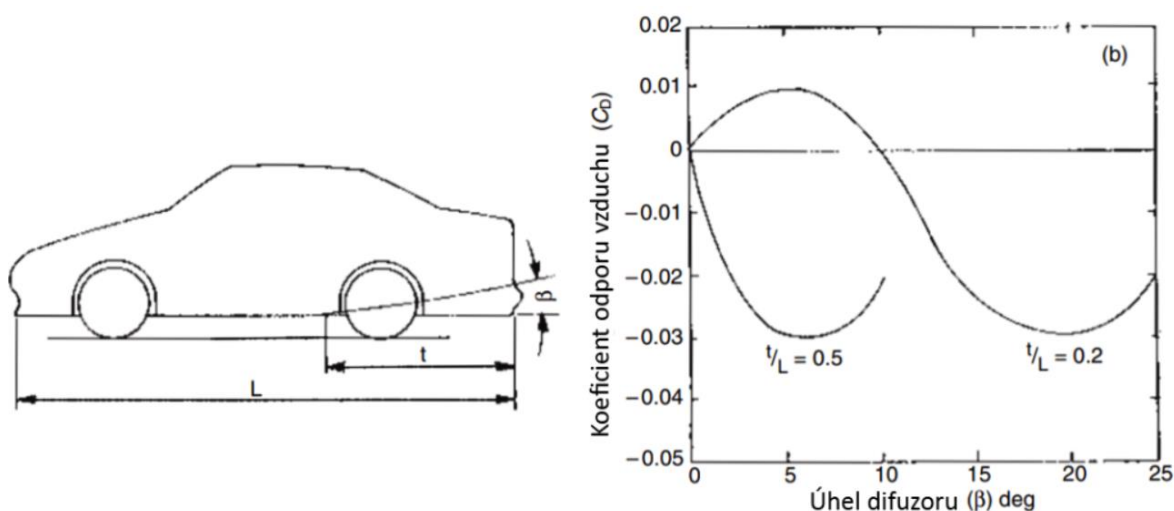 β
t
L
Koeficient odporu vzduchu (C_D)
0.02
0.01
0
−0.01
−0.02
−0.03
−0.04
−0.05
(b)
t/L = 0.5
t/L = 0.2
0 5 10 15 20 25
Úhel difuzoru (β) deg